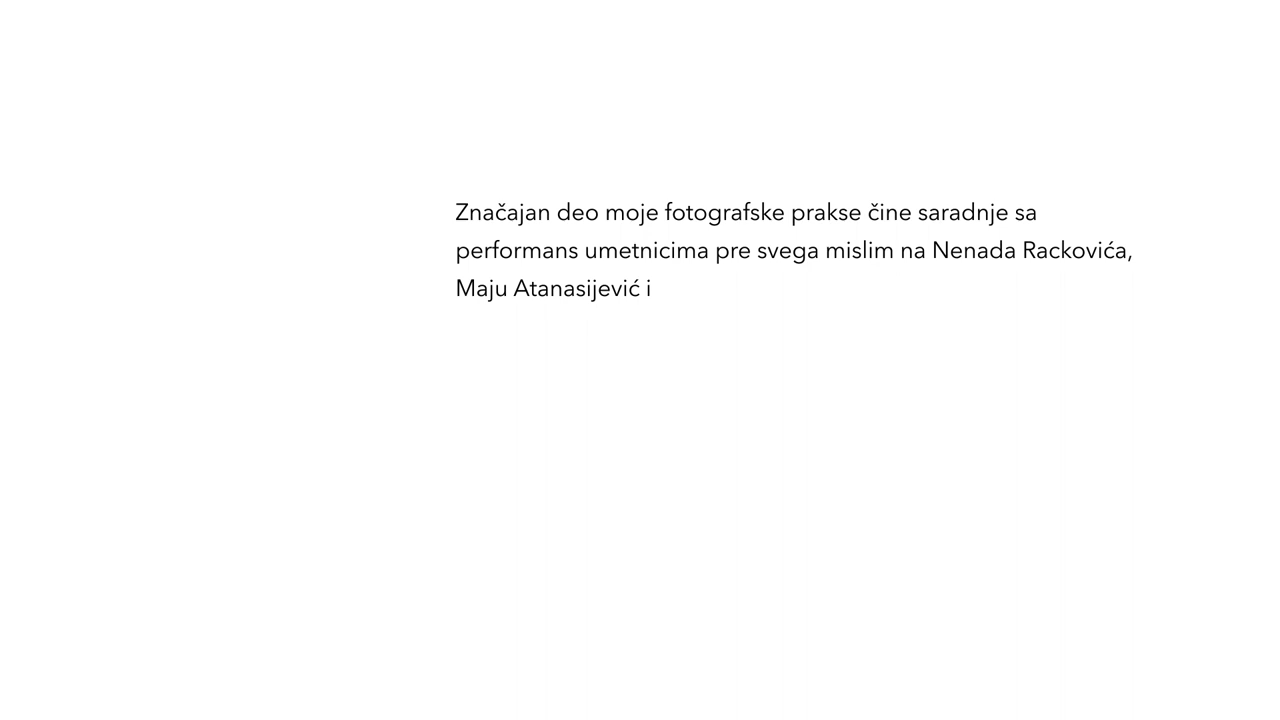 Značajan deo moje fotografske prakse čine saradnje sa
performans umetnicima pre svega mislim na Nenada Rackovića,
Maju Atanasijević i